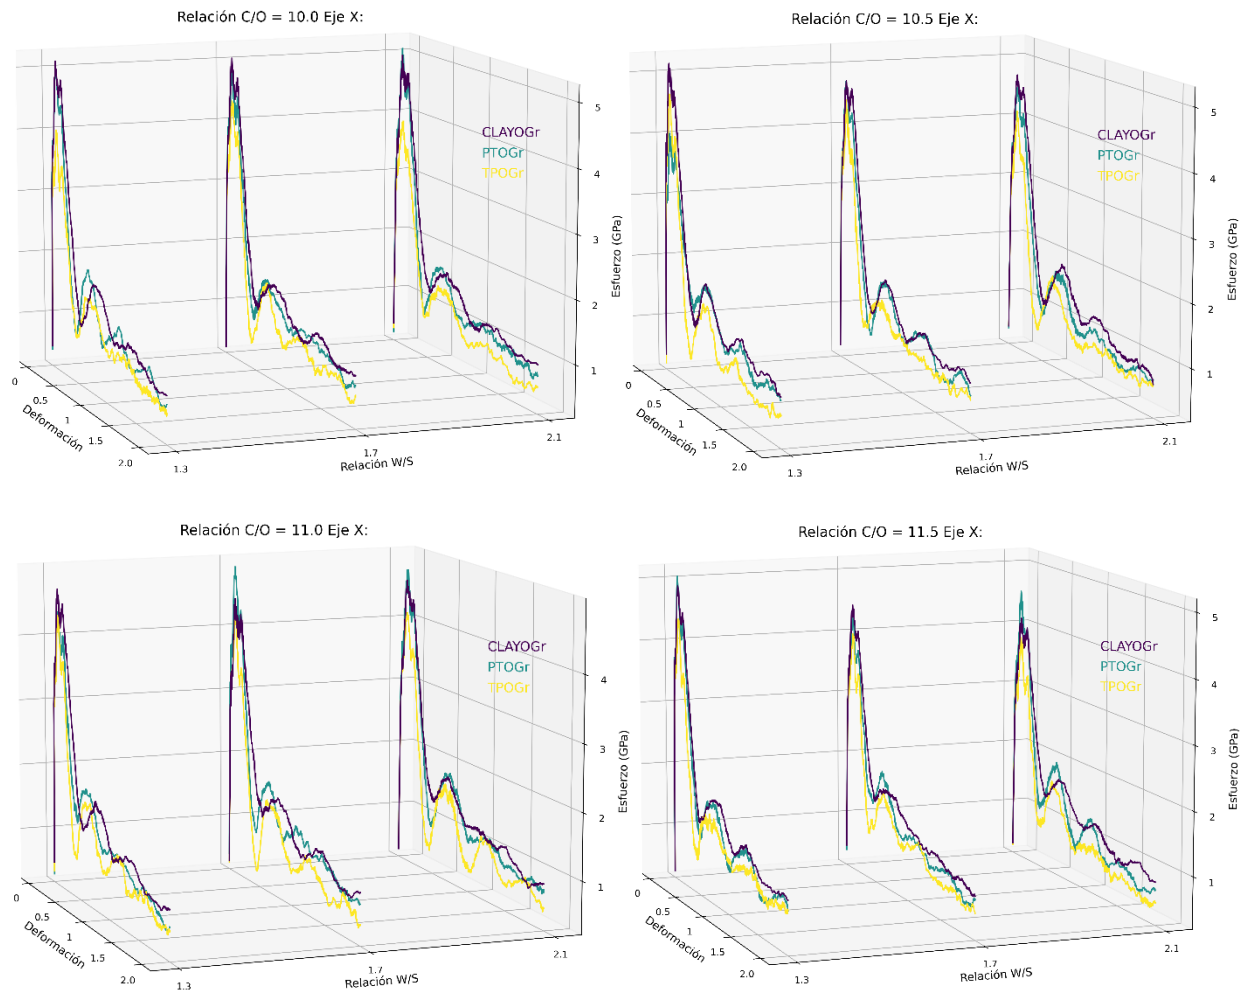 Relación C/O = 10.0 Eje X:
CLAYOGr
PTOGr
TPOGr
5
4
3
2
1
Esfuerzo (GPa)
0
0.5
1
1.5
2.0
Deformación
1.3
1.7
2.1
Relación W/S
Relación C/O = 10.5 Eje X:
CLAYOGr
PTOGr
TPOGr
5
4
3
2
1
Esfuerzo (GPa)
0
0.5
1
1.5
2.0
Deformación
1.3
1.7
2.1
Relación W/S
Relación C/O = 11.0 Eje X:
CLAYOGr
PTOGr
TPOGr
4
3
2
1
Esfuerzo (GPa)
0
0.5
1
1.5
2.0
Deformación
1.3
1.7
2.1
Relación W/S
Relación C/O = 11.5 Eje X:
CLAYOGr
PTOGr
TPOGr
5
4
3
2
1
Esfuerzo (GPa)
0
0.5
1
1.5
2.0
Deformación
1.3
1.7
2.1
Relación W/S